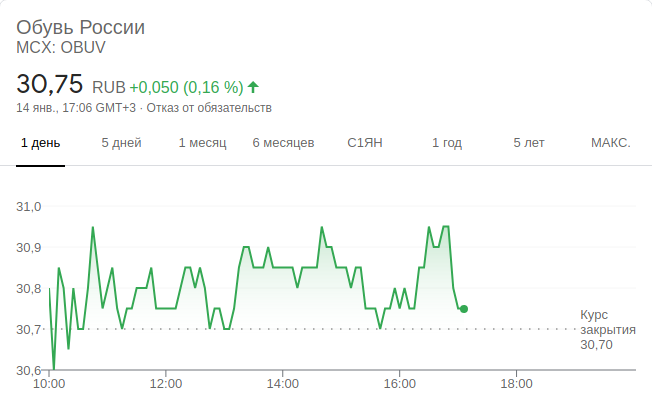 Обувь России
MCX: OBUV
30,75 RUB +0,050 (0,16 %)
14 янв., 17:06 GMT+3 · Отказ от обязательств
1 день 5 дней 1 месяц 6 месяцев С1ЯН 1 год 5 лет МАКС.
31,0
30,9
30,8
30,7
30,6
Курс
закрытия
30,70
10:00 12:00 14:00 16:00 18:00